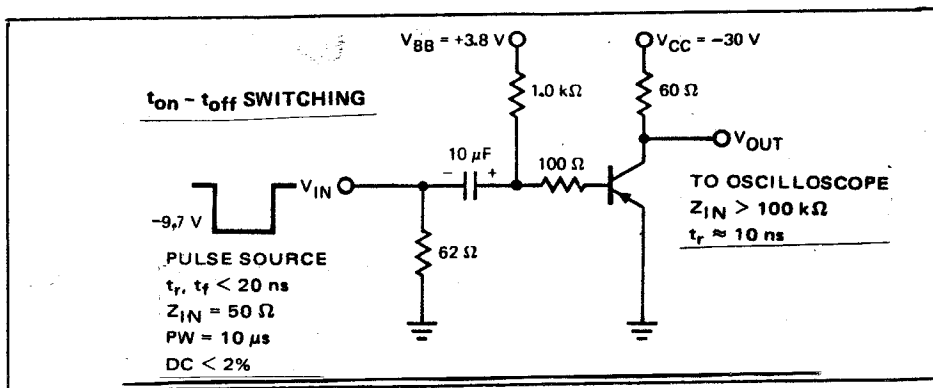 V_BB = +3.8 V
V_CC = −30 V
t_on − t_off SWITCHING
1.0 kΩ
60 Ω
V_OUT
10 μF
− +
100 Ω
V_IN
−9,7 V
62 Ω
TO OSCILLOSCOPE
Z_IN > 100 kΩ
t_r ≈ 10 ns
PULSE SOURCE
t_r, t_f < 20 ns
Z_IN = 50 Ω
PW = 10 μs
DC < 2%